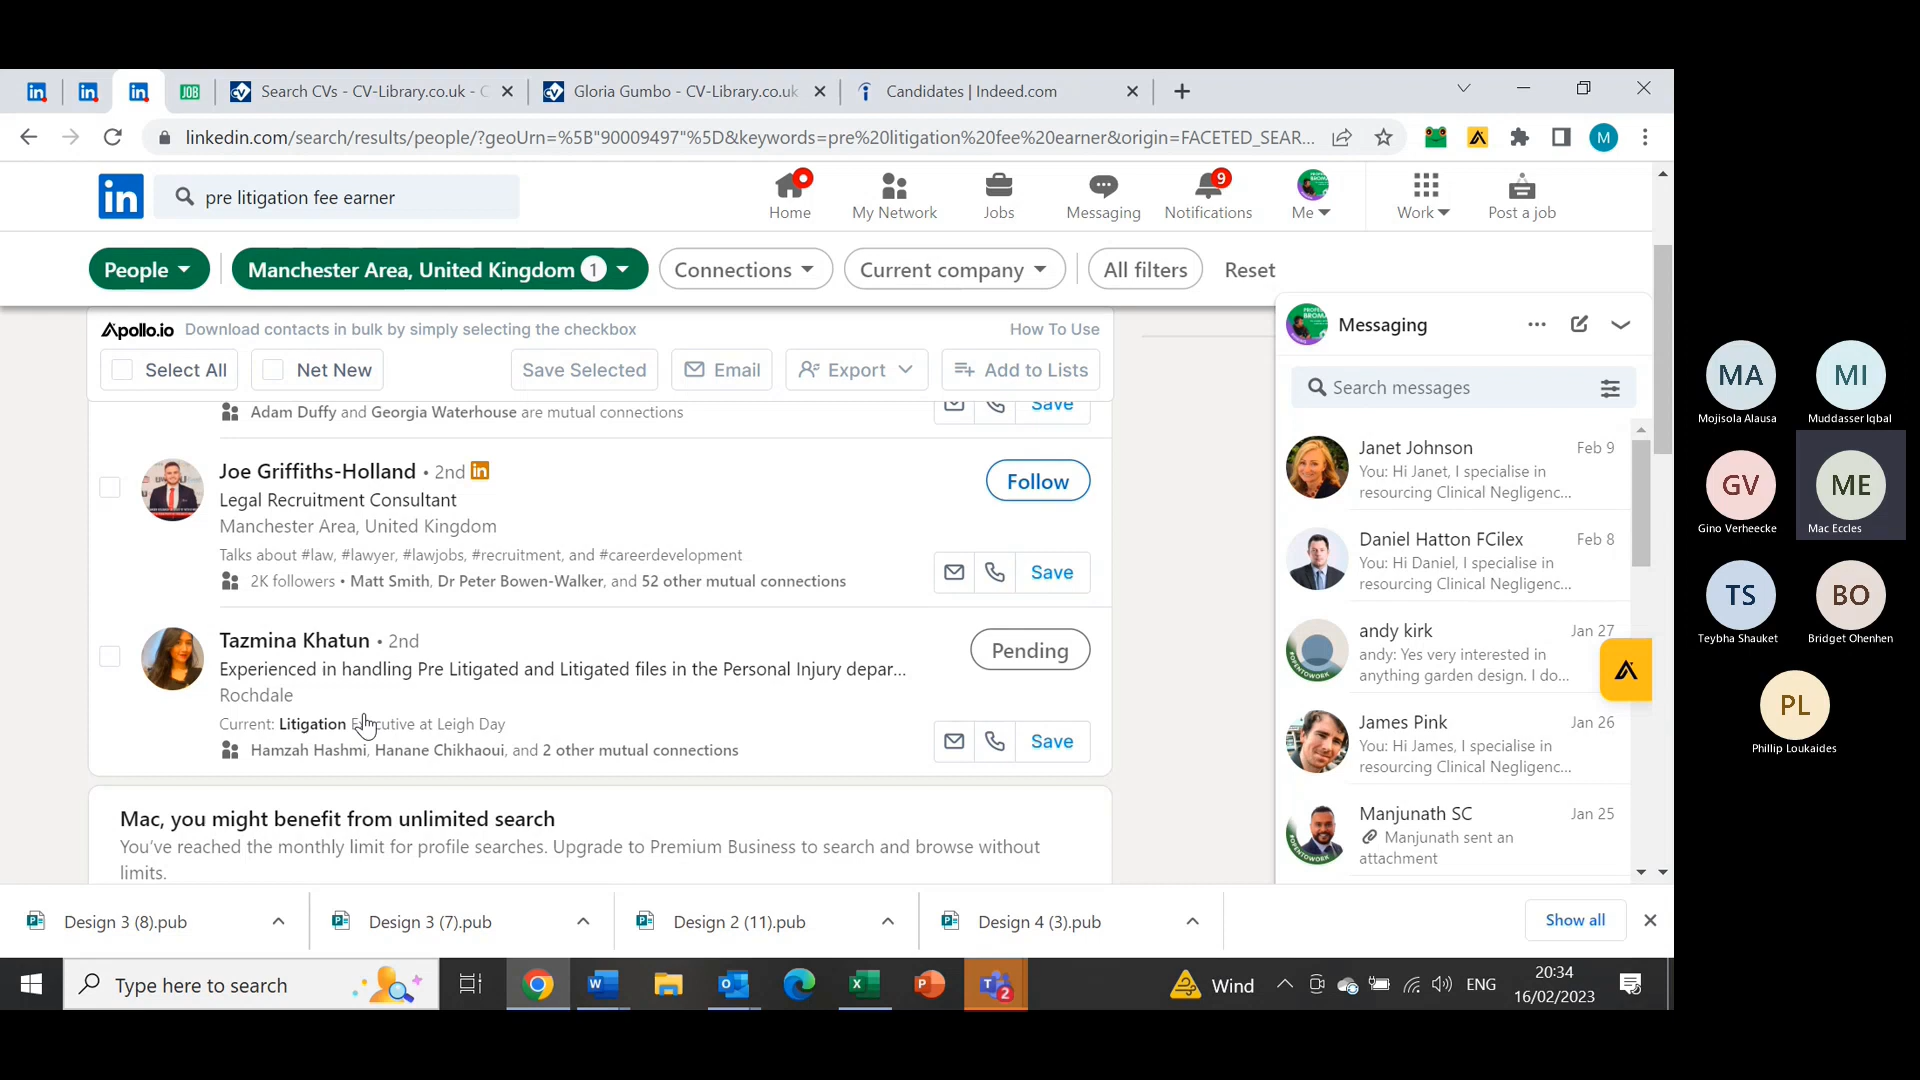 Search CVs - CV-Library.co.uk - C
Gloria Gumbo - CV-Library.co.uk
Candidates | Indeed.com
linkedin.com/search/results/people/?geoUrn=%5B"90009497"%5D&keywords=pre%20litigation%20fee%20earner&origin=FACETED_SEAR...
M
in
pre litigation fee earner
Home
My Network
Jobs
Messaging
9
Notifications
Me
Work
Post a job
People
Manchester Area, United Kingdom 1
Connections
Current company
All filters
Reset
Apollo.io Download contacts in bulk by simply selecting the checkbox
How To Use
Select All
Net New
Save Selected
Email
Export
Add to Lists
Adam Duffy and Georgia Waterhouse are mutual connections
Save
Joe Griffiths-Holland • 2nd in
Legal Recruitment Consultant
Manchester Area, United Kingdom
Talks about #law, #lawyer, #lawjobs, #recruitment, and #careerdevelopment
2K followers • Matt Smith, Dr Peter Bowen-Walker, and 52 other mutual connections
Follow
Save
Tazmina Khatun • 2nd
Experienced in handling Pre Litigated and Litigated files in the Personal Injury depar...
Rochdale
Current: Litigation Executive at Leigh Day
Hamzah Hashmi, Hanane Chikhaoui, and 2 other mutual connections
Pending
Save
Mac, you might benefit from unlimited search
You've reached the monthly limit for profile searches. Upgrade to Premium Business to search and browse without
limits.
Messaging
Search messages
Janet Johnson Feb 9
You: Hi Janet, I specialise in
resourcing Clinical Negligenc...
Daniel Hatton FCilex Feb 8
You: Hi Daniel, I specialise in
resourcing Clinical Negligenc...
andy kirk Jan 27
andy: Yes very interested in
anything garden design. I do...
James Pink Jan 26
You: Hi James, I specialise in
resourcing Clinical Negligenc...
Manjunath SC Jan 25
Manjunath sent an
attachment
Design 3 (8).pub
Design 3 (7).pub
Design 2 (11).pub
Design 4 (3).pub
Show all
Type here to search
2
Wind
ENG
20:34
16/02/2023
MA
Mojisola Alausa
MI
Muddasser Iqbal
GV
Gino Verheecke
ME
Mac Eccles
TS
Teybha Shauket
BO
Bridget Ohenhen
PL
Phillip Loukaides